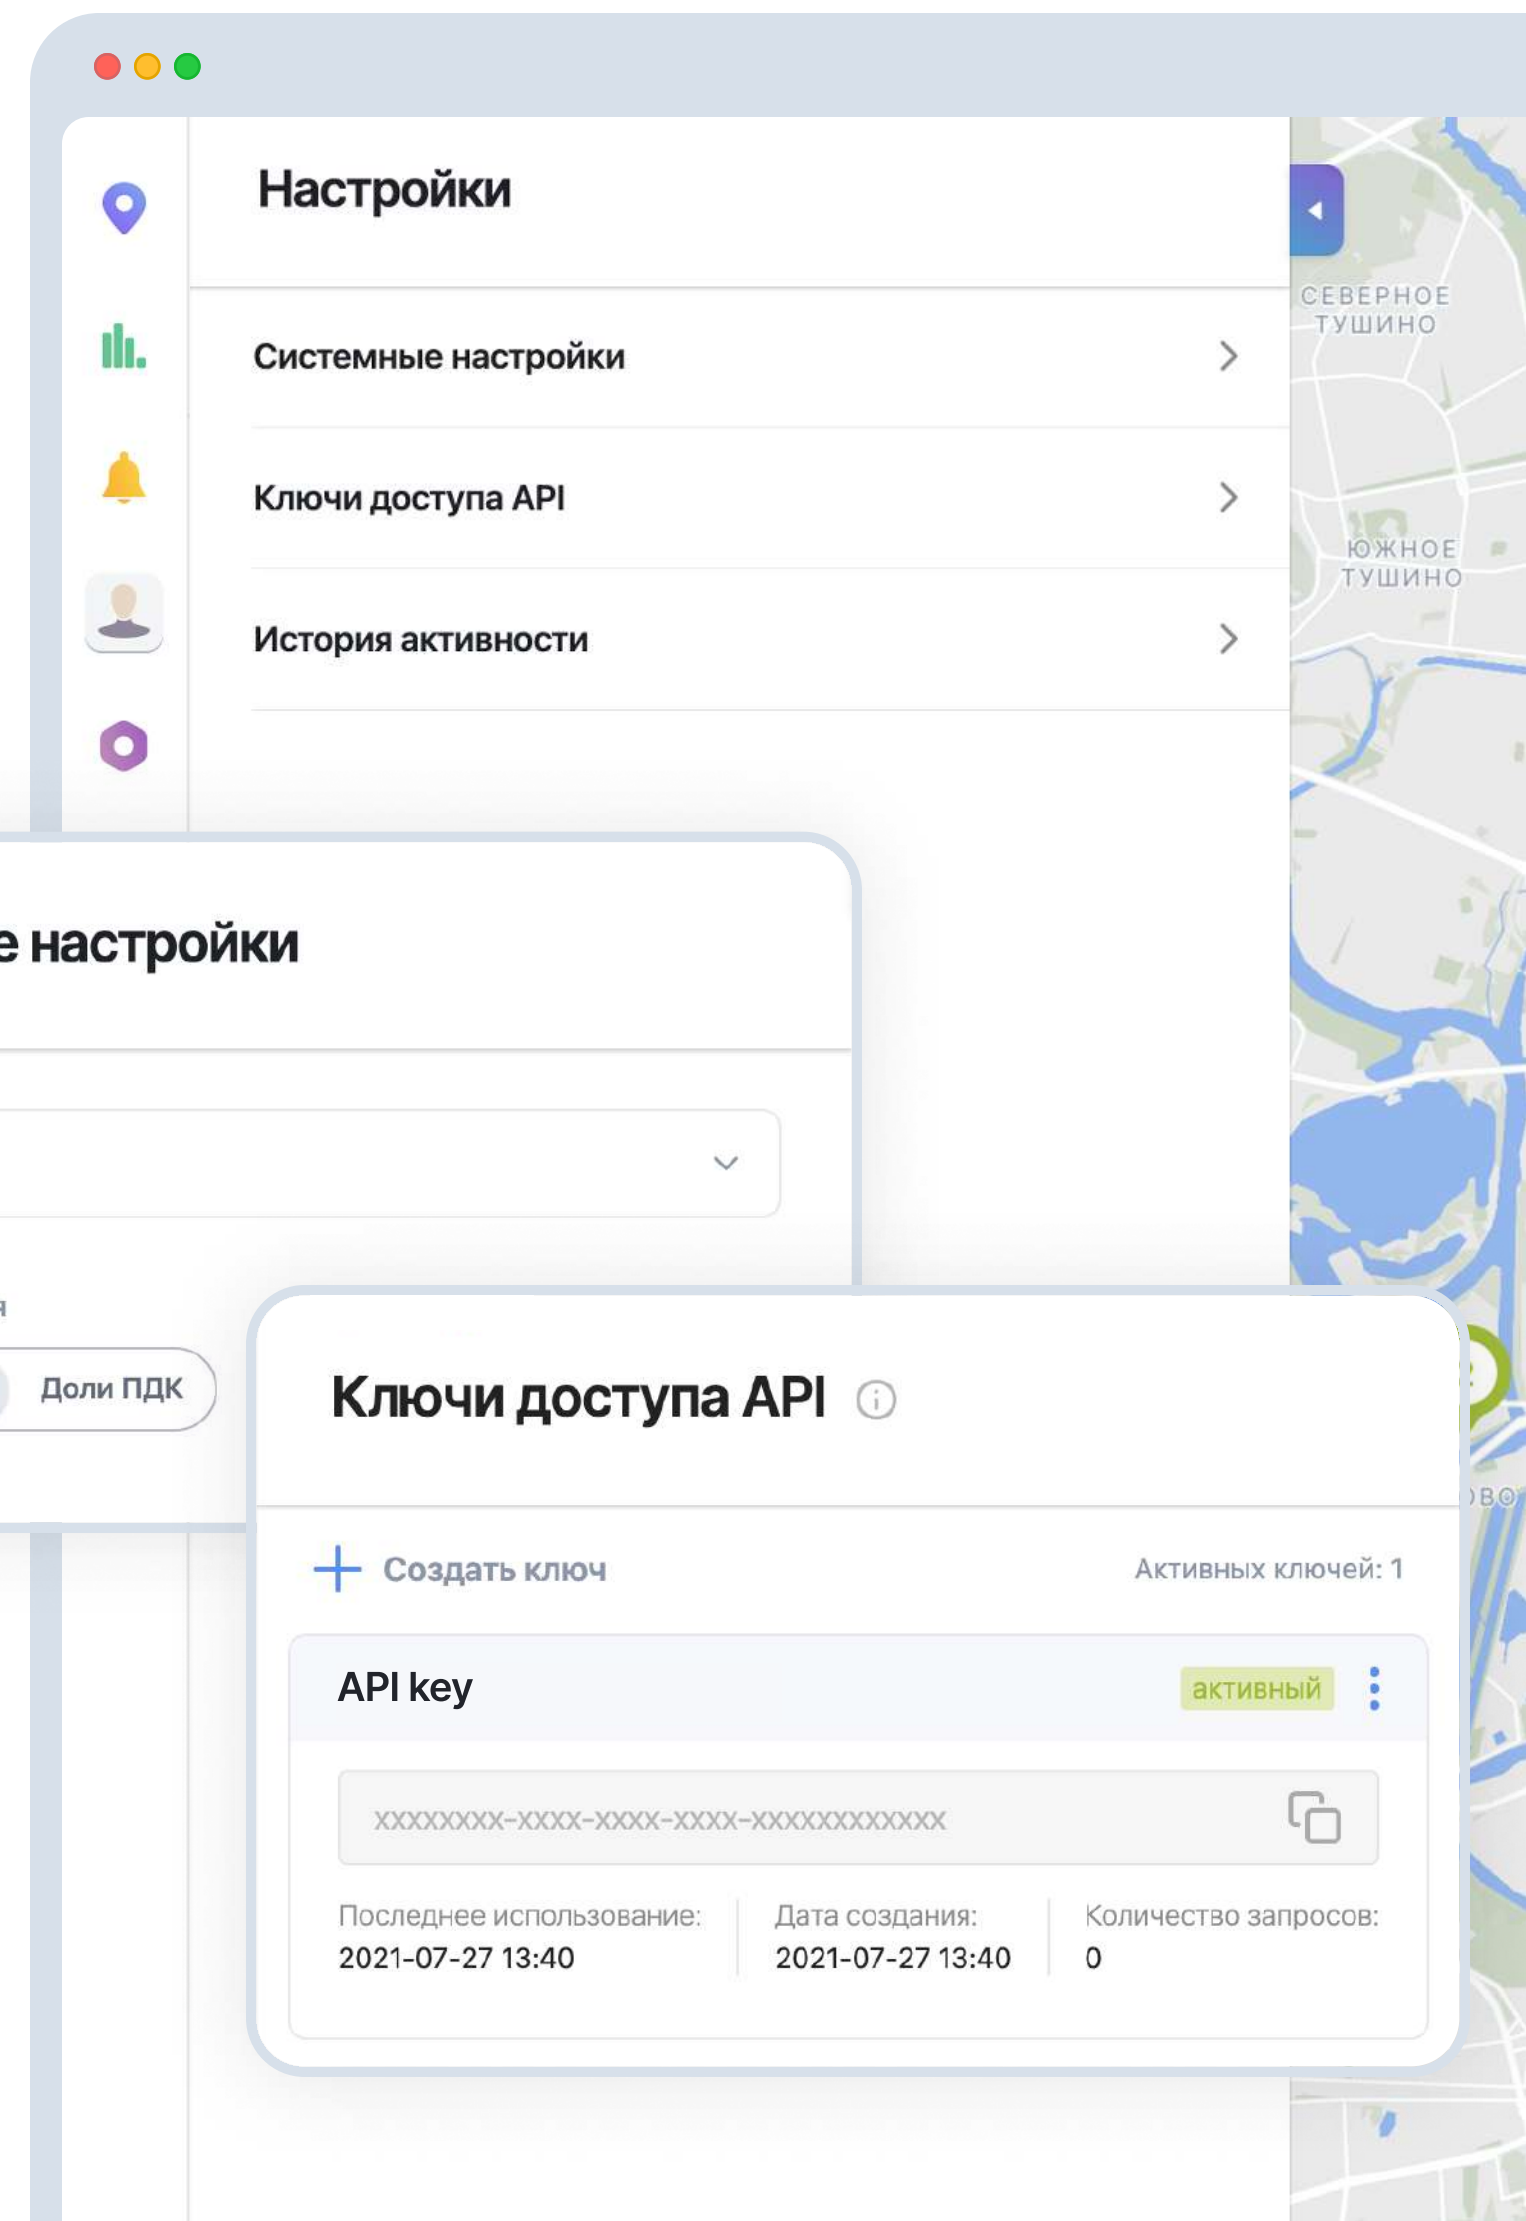 Настройки
Системные настройки
Ключи доступа API
История активности
СЕВЕРНОЕ
ТУШИНО
ЮЖНОЕ
ТУШИНО
е настройки
я
Доли ПДК
Ключи доступа API
Создать ключ
Активных ключей: 1
API key
активный
xxxxxxxx-xxxx-xxxx-xxxx-xxxxxxxxxxxx
Последнее использование:
2021-07-27 13:40
Дата создания:
2021-07-27 13:40
Количество запросов:
0